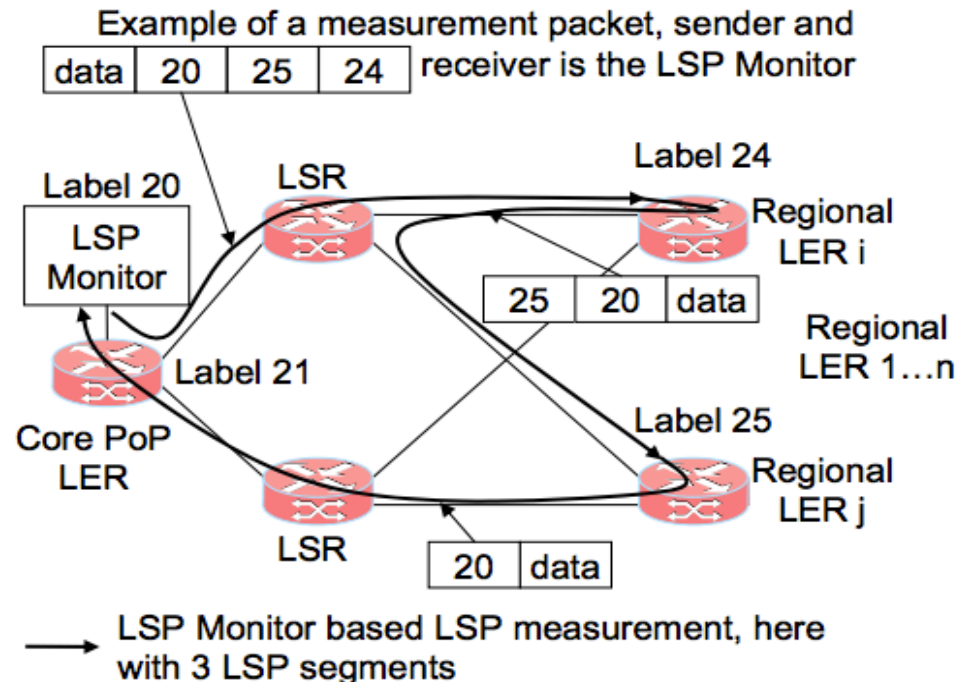 Example of a measurement packet, sender and
receiver is the LSP Monitor
data 20 25 24
Label 24
Label 20
LSR
LSP
Monitor
Regional
LER i
25 20 data
Regional
LER 1...n
Label 21
Label 25
Core PoP
LER
Regional
LER j
LSR
20 data
LSP Monitor based LSP measurement, here
with 3 LSP segments